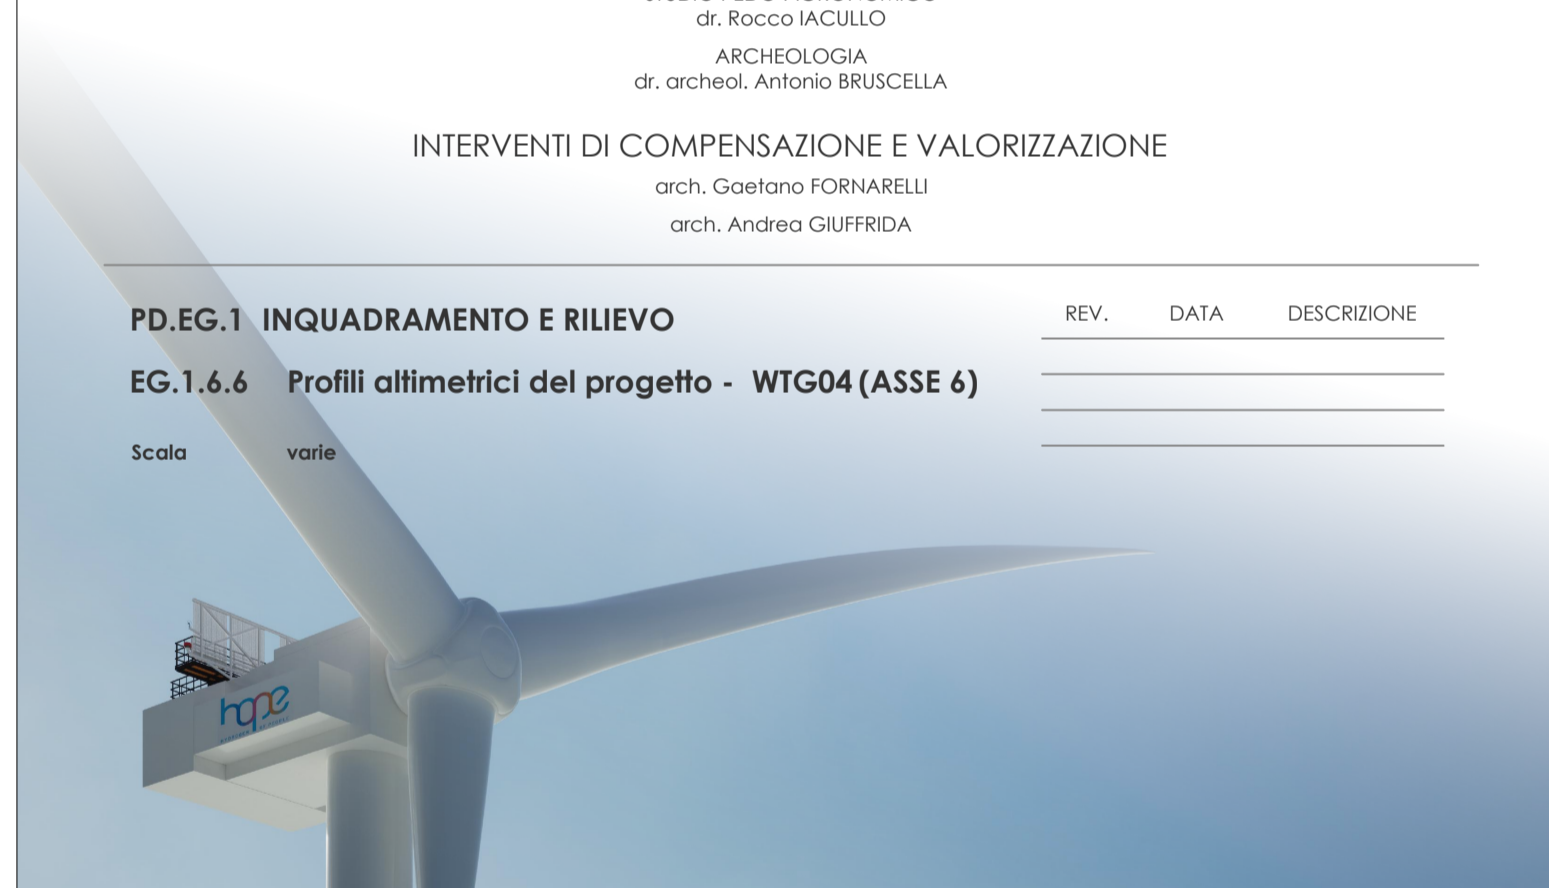 dr. Rocco IACULLO
ARCHEOLOGIA
dr. archeol. Antonio BRUSCELLA
INTERVENTI DI COMPENSAZIONE E VALORIZZAZIONE
arch. Gaetano FORNARELLI
arch. Andrea GIUFFRIDA
PD.EG.1 INQUADRAMENTO E RILIEVO
REV. DATA DESCRIZIONE
EG.1.6.6 Profili altimetrici del progetto - WTG04 (ASSE 6)
Scala varie
hope